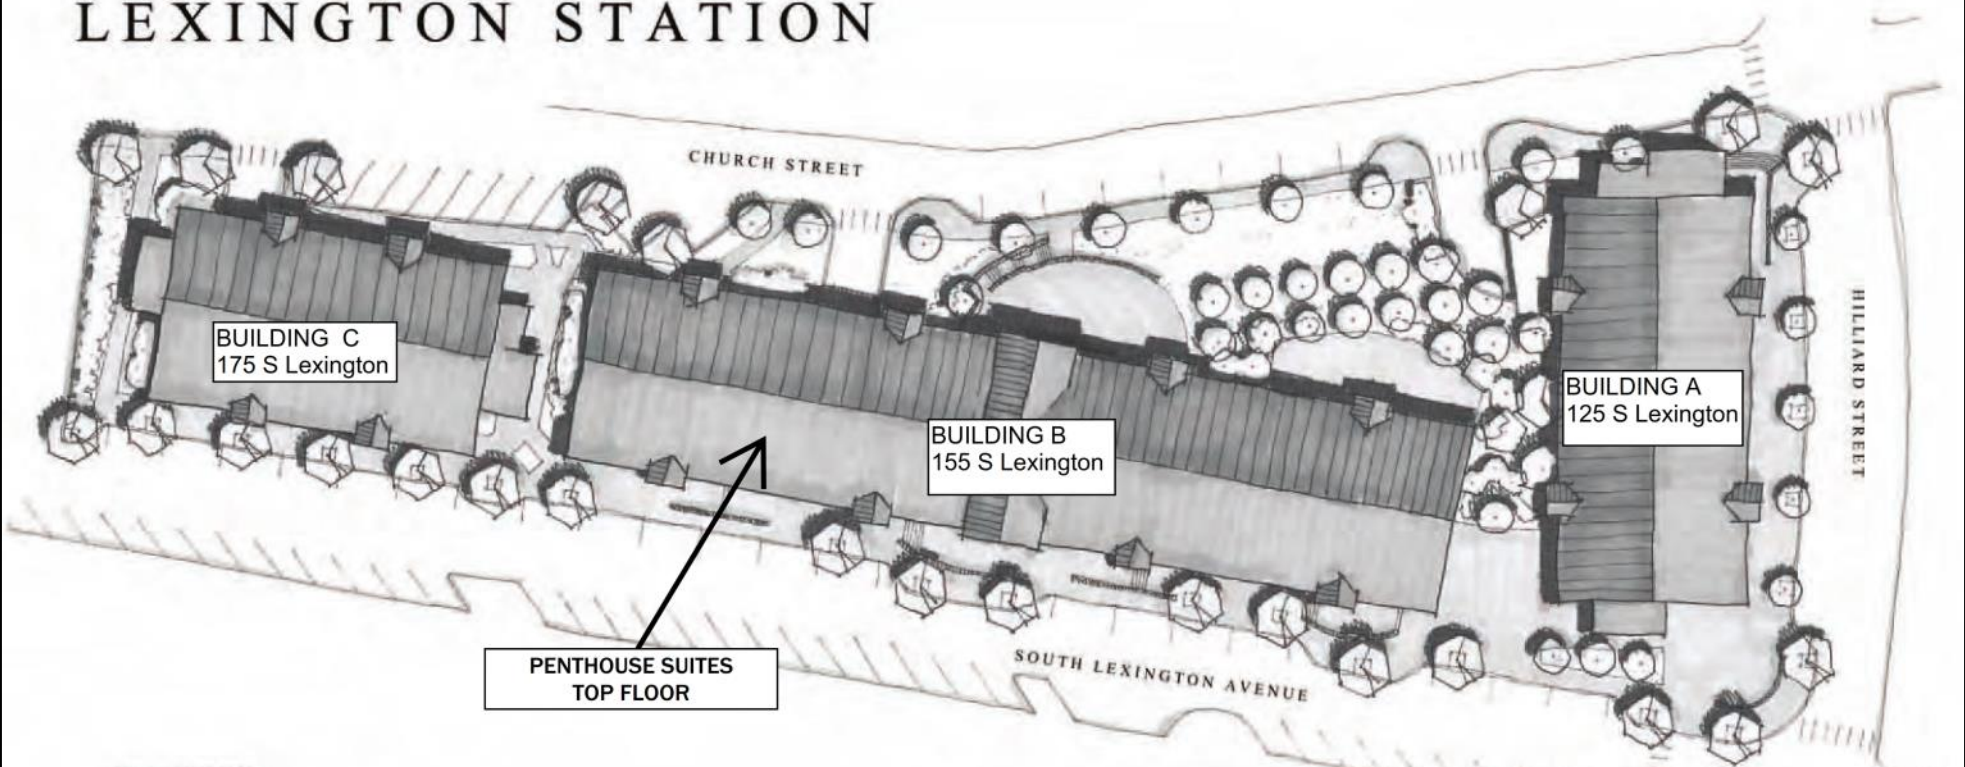 LEXINGTON STATION
CHURCH STREET
BUILDING C
175 S Lexington
BUILDING B
155 S Lexington
BUILDING A
125 S Lexington
HILLIARD STREET
PENTHOUSE SUITES
TOP FLOOR
SOUTH LEXINGTON AVENUE